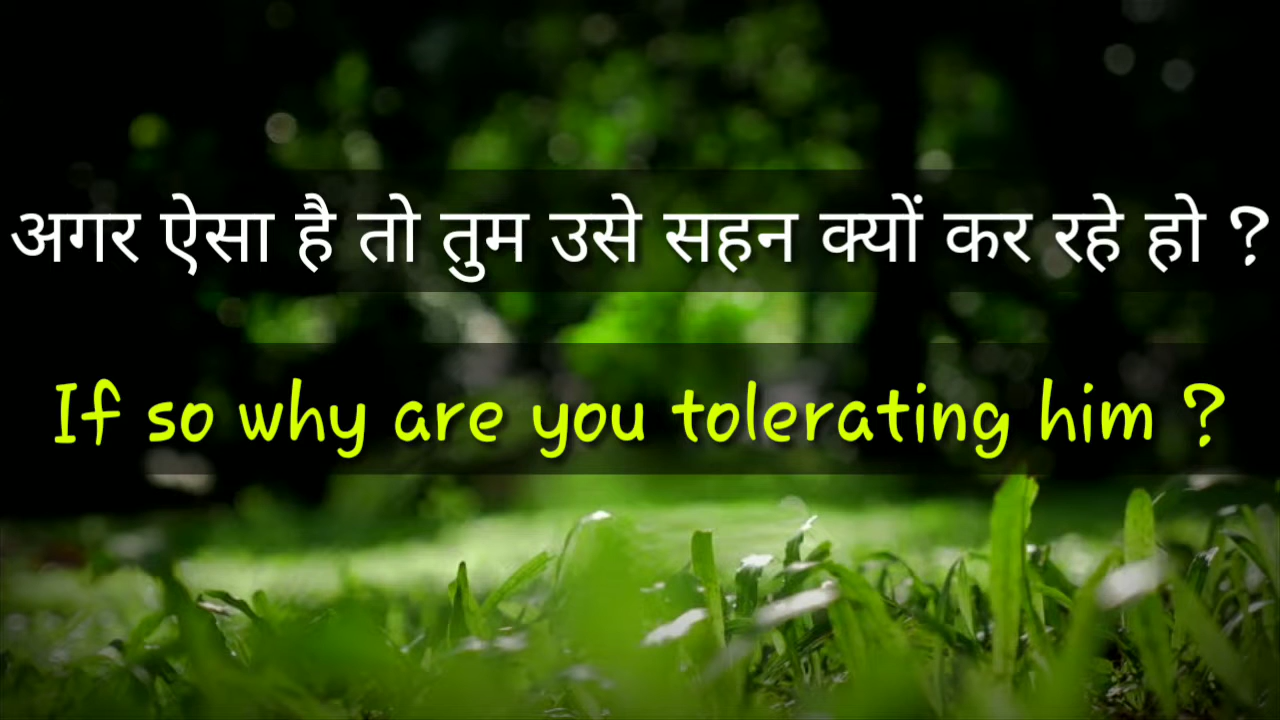 अगर ऐसा है तो तुम उसे सहन क्यों कर रहे हो ?
If so why are you tolerating him ?